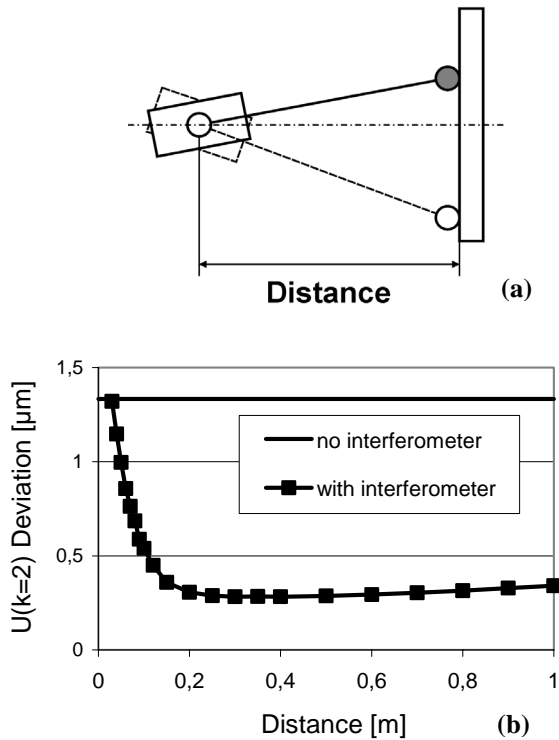 Distance
(a)
1,5
1
0,5
0
U(k=2) Deviation [µm]
no interferometer
with interferometer
0
0,2
0,4
0,6
0,8
1
Distance [m]
(b)